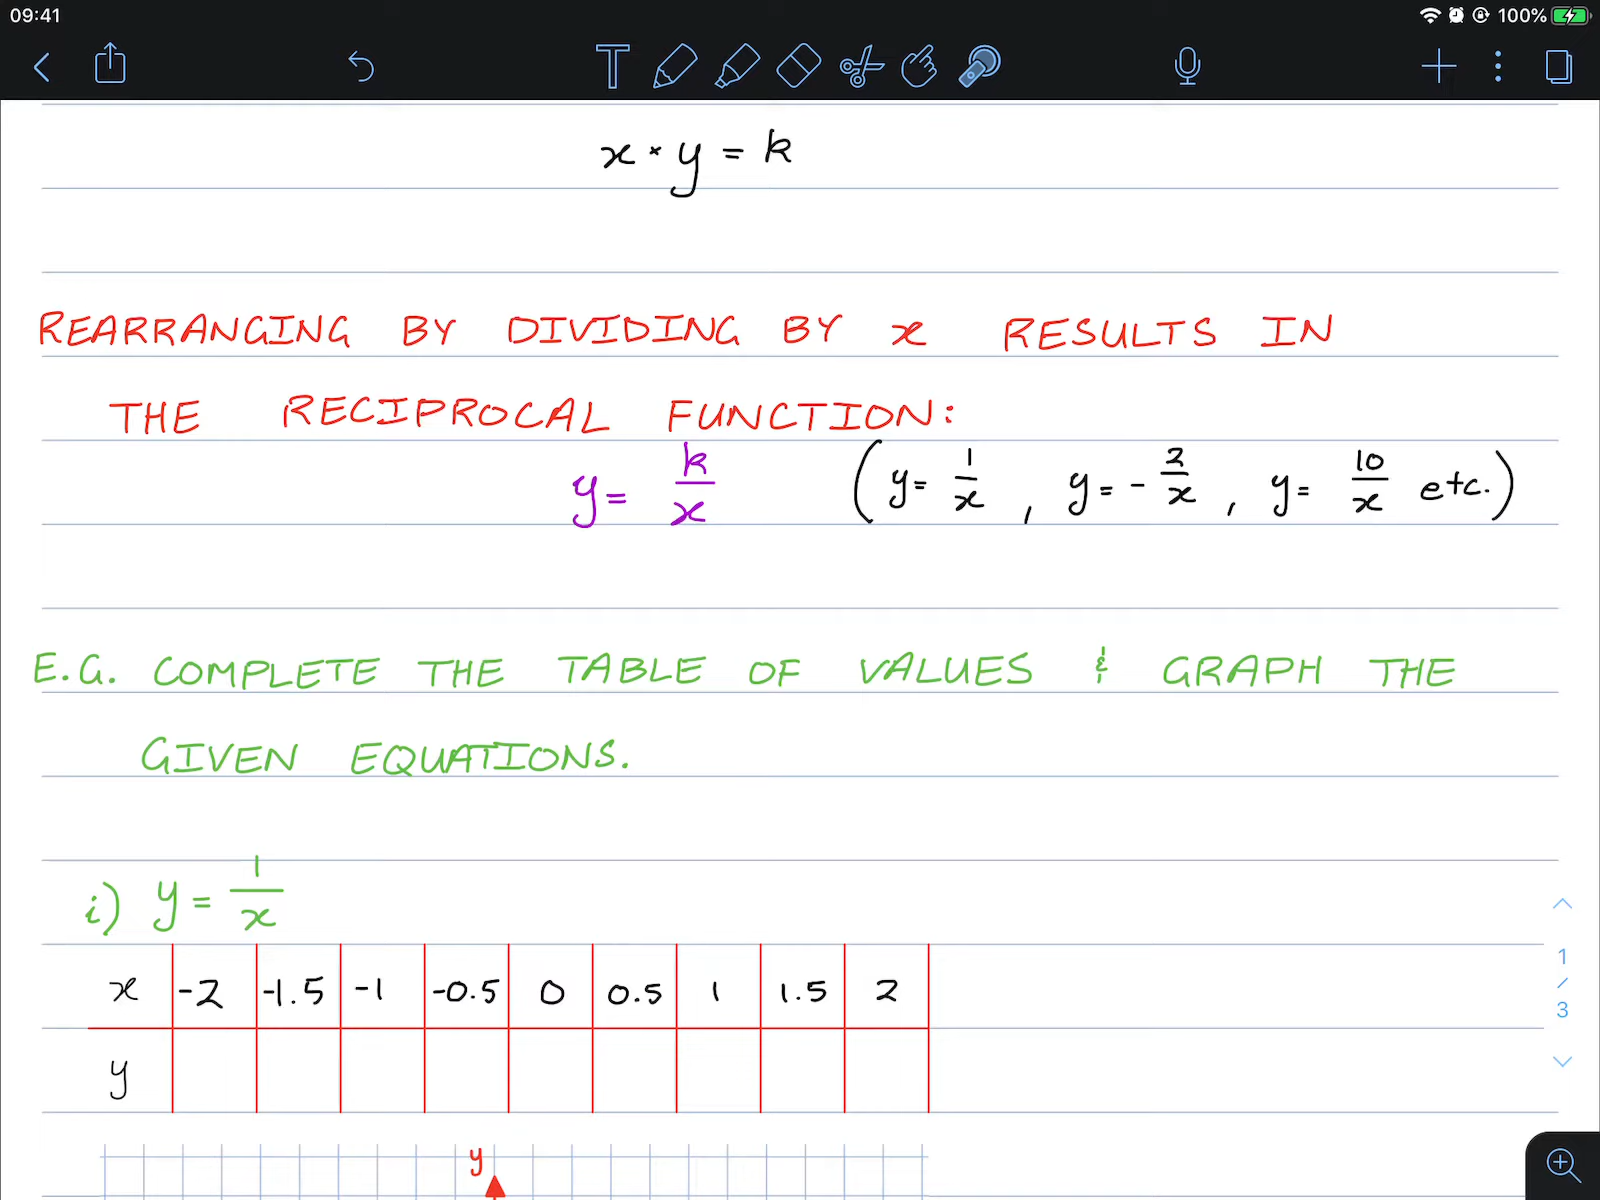 09:41 100%
x × y = k
REARRANGING BY DIVIDING BY x RESULTS IN
THE RECIPROCAL FUNCTION:
y = k/x (y = 1/x , y = - 2/x , y = 10/x etc.)
E.G. COMPLETE THE TABLE OF VALUES & GRAPH THE
GIVEN EQUATIONS.
i) y = 1/x
x -2 -1.5 -1 -0.5 0 0.5 1 1.5 2
y
1/3
y